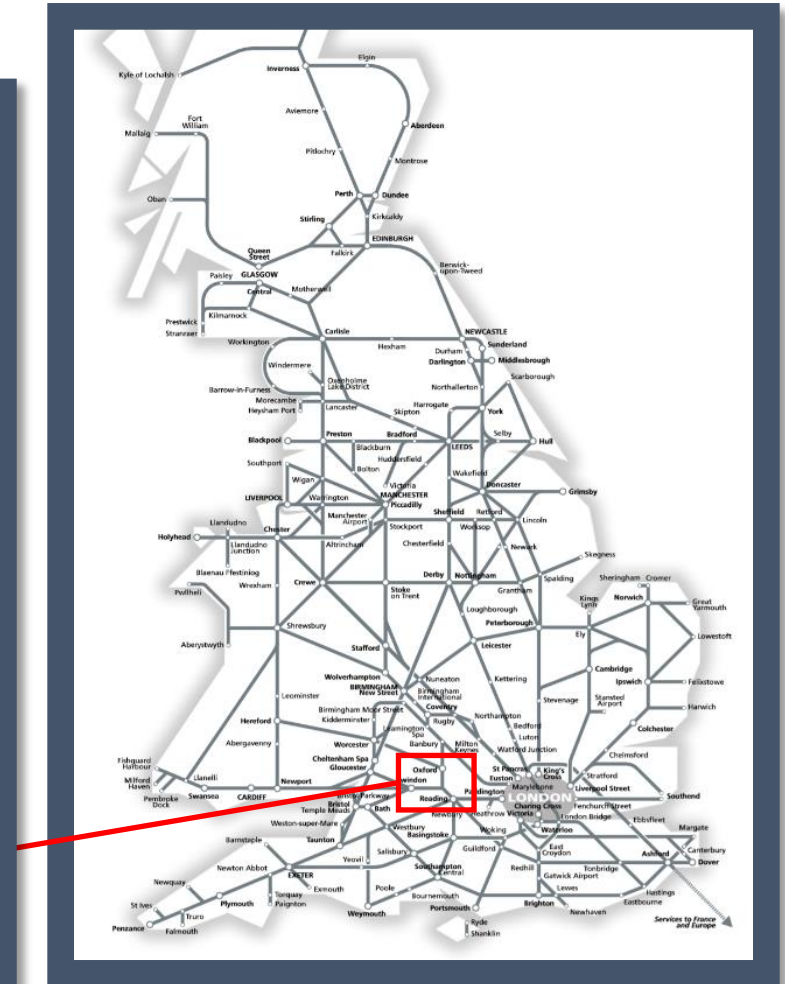 Elgin
Inverness
Kyle of Lochalsh
Aviemore
Fort
William
Mallaig
Aberdeen
Pitlochry
Montrose
Perth
Dundee
Oban
Kirkcaldy
Stirling
EDINBURGH
Queen
Street
Falkirk
Berwick-
upon-Tweed
Paisley
GLASGOW
Central
Motherwell
Kilmarnock
Prestwick
Stranraer
Carlisle
NEWCASTLE
Workington
Hexham
Sunderland
Durham
Darlington
Middlesbrough
Windermere
Scarborough
Oxenholme
Lake District
Barrow-in-Furness
Northallerton
Morecambe
Heysham Port
Lancaster
Harrogate
York
Skipton
Preston
Bradford
Selby
Blackpool
Blackburn
LEEDS
Hull
Huddersfield
Southport
Bolton
Wakefield
Wigan
Victoria
Doncaster
MANCHESTER
Piccadilly
Grimsby
LIVERPOOL
Warrington
Manchester
Airport
Sheffield
Retford
Llandudno
Chester
Stockport
Worksop
Lincoln
Holyhead
Llandudno
Junction
Altrincham
Chesterfield
Newark
Skegness
Blaenau Ffestiniog
Wrexham
Crewe
Derby
Nottingham
Spalding
Sheringham
Cromer
Pwllheli
Stoke
on Trent
Grantham
Kings
Lynn
Norwich
Great
Yarmouth
Loughborough
Shrewsbury
Peterborough
Ely
Lowestoft
Aberystwyth
Stafford
Leicester
Wolverhampton
Cambridge
BIRMINGHAM
New Street
Nuneaton
Kettering
Ipswich
Felixstowe
Leominster
Birmingham
International
Stevenage
Stansted
Airport
Birmingham Moor Street
Coventry
Harwich
Hereford
Kidderminster
Rugby
Northampton
Bedford
Colchester
Abergavenny
Worcester
Leamington
Spa
Luton
Banbury
Milton
Keynes
Watford Junction
Chelmsford
Cheltenham Spa
Gloucester
Oxford
St Pancras
King's
Cross
Fishguard
Harbour
Euston
Stratford
Llanelli
Newport
windon
Marylebone
Liverpool Street
Milford
Haven
Paddington
LONDON
Pembroke
Dock
Swansea
CARDIFF
Reading
Fenchurch Street
Southend
Bristol
Temple Meads
Bath
Charing Cross
Newbury
Heathrow
Victoria
London Bridge
Ebbsfleet
Weston-super-Mare
Westbury
Basingstoke
Woking
Waterloo
Margate
Barnstaple
Taunton
East
Croydon
Canterbury
Yeovil
Salisbury
Guildford
Ashford
Dover
Newton Abbot
EXETER
Southampton
Central
Redhill
Tonbridge
Gatwick Airport
Newquay
Exmouth
Poole
Lewes
Hastings
Torquay
Paignton
Bournemouth
Eastbourne
St Ives
Plymouth
Portsmouth
Brighton
Newhaven
Truro
Weymouth
Penzance
Falmouth
Ryde
Shanklin
Services to France
and Europe